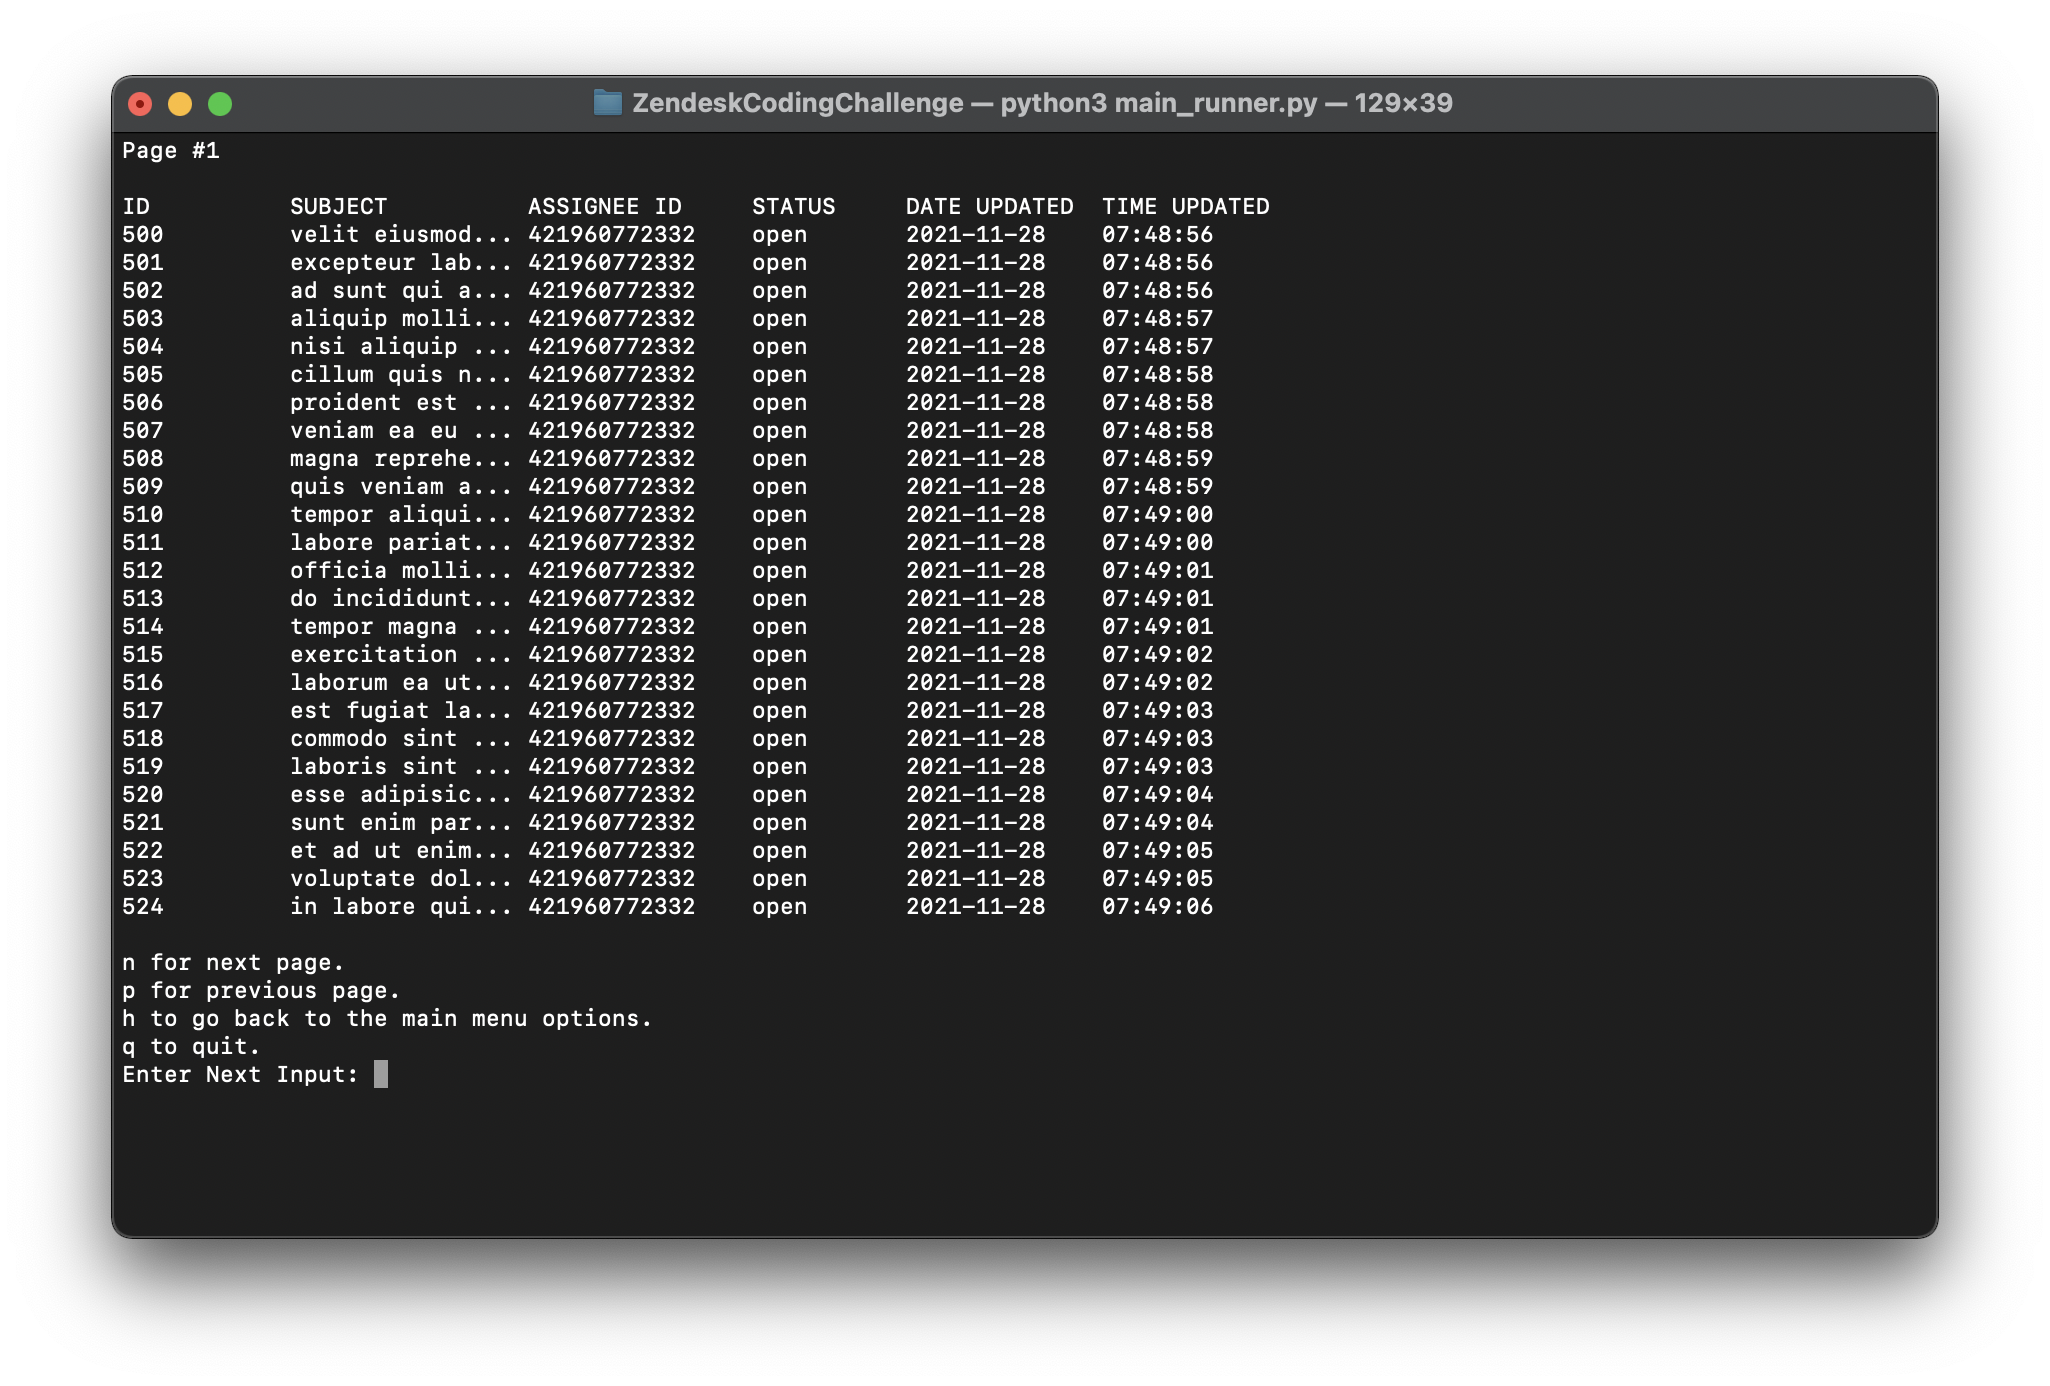 ZendeskCodingChallenge — python3 main_runner.py — 129×39
Page #1
ID SUBJECT ASSIGNEE ID STATUS DATE UPDATED TIME UPDATED
500 velit eiusmod... 421960772332 open 2021-11-28 07:48:56
501 excepteur lab... 421960772332 open 2021-11-28 07:48:56
502 ad sunt qui a... 421960772332 open 2021-11-28 07:48:56
503 aliquip molli... 421960772332 open 2021-11-28 07:48:57
504 nisi aliquip ... 421960772332 open 2021-11-28 07:48:57
505 cillum quis n... 421960772332 open 2021-11-28 07:48:58
506 proident est ... 421960772332 open 2021-11-28 07:48:58
507 veniam ea eu ... 421960772332 open 2021-11-28 07:48:58
508 magna reprehe... 421960772332 open 2021-11-28 07:48:59
509 quis veniam a... 421960772332 open 2021-11-28 07:48:59
510 tempor aliqui... 421960772332 open 2021-11-28 07:49:00
511 labore pariat... 421960772332 open 2021-11-28 07:49:00
512 officia molli... 421960772332 open 2021-11-28 07:49:01
513 do incididunt... 421960772332 open 2021-11-28 07:49:01
514 tempor magna ... 421960772332 open 2021-11-28 07:49:01
515 exercitation ... 421960772332 open 2021-11-28 07:49:02
516 laborum ea ut... 421960772332 open 2021-11-28 07:49:02
517 est fugiat la... 421960772332 open 2021-11-28 07:49:03
518 commodo sint ... 421960772332 open 2021-11-28 07:49:03
519 laboris sint ... 421960772332 open 2021-11-28 07:49:03
520 esse adipisic... 421960772332 open 2021-11-28 07:49:04
521 sunt enim par... 421960772332 open 2021-11-28 07:49:04
522 et ad ut enim... 421960772332 open 2021-11-28 07:49:05
523 voluptate dol... 421960772332 open 2021-11-28 07:49:05
524 in labore qui... 421960772332 open 2021-11-28 07:49:06
n for next page.
p for previous page.
h to go back to the main menu options.
q to quit.
Enter Next Input: